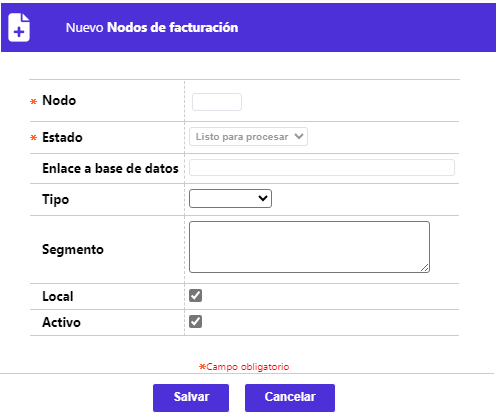 Nuevo Nodos de facturación
* Nodo
* Estado Listo para procesar
Enlace a base de datos
Tipo
Segmento
Local
Activo
*Campo obligatorio
Salvar Cancelar